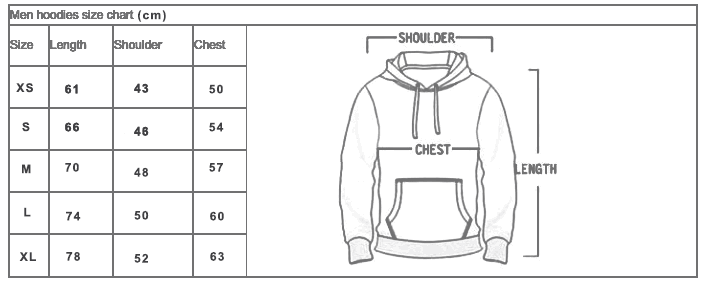 Men hoodies size chart (cm)
Size Length Shoulder Chest
XS 61 43 50
S 66 46 54
M 70 48 57
L 74 50 60
XL 78 52 63
SHOULDER
CHEST
LENGTH